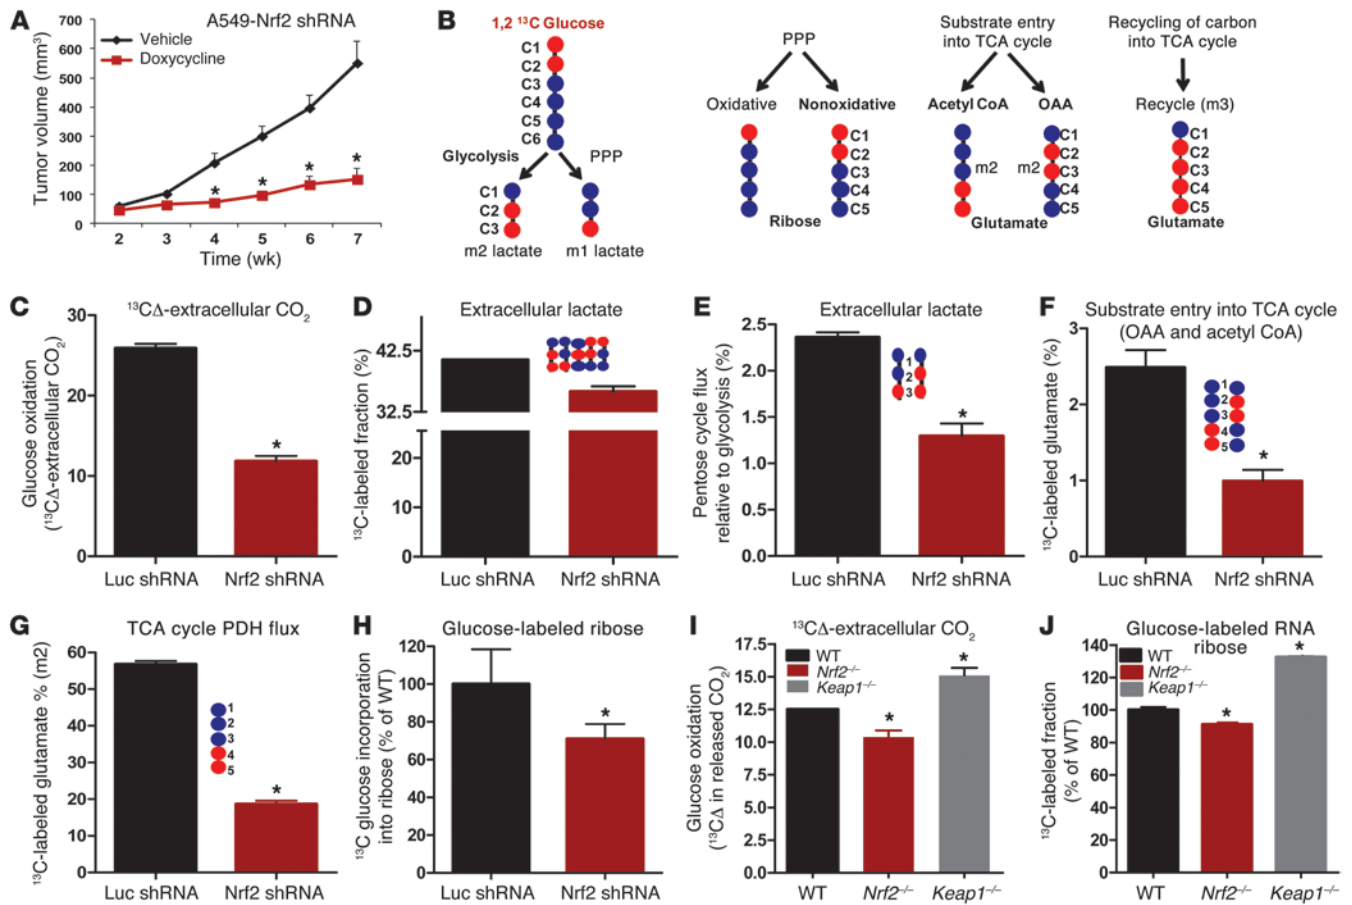 A
A549-Nrf2 shRNA
Vehicle
Doxycycline
Tumor volume (mm³)
700
600
500
400
300
200
100
0
* * * *
2 3 4 5 6 7
Time (wk)
B
1,2 ¹³C Glucose
C1
C2
C3
C4
C5
C6
Glycolysis
PPP
C1
C2
C3
m2 lactate
m1 lactate
PPP
Oxidative
Nonoxidative
C1
C2
C3
C4
C5
Ribose
Substrate entry
into TCA cycle
Acetyl CoA
OAA
m2
m2
C1
C2
C3
C4
C5
Glutamate
Recycling of carbon
into TCA cycle
Recycle (m3)
C1
C2
C3
C4
C5
Glutamate
C
¹³CΔ-extracellular CO₂
Glucose oxidation
(¹³CΔ-extracellular CO₂)
30
20
10
0
*
Luc shRNA Nrf2 shRNA
D
Extracellular lactate
¹³C-labeled fraction (%)
42.5
32.5
20
10
0
Luc shRNA Nrf2 shRNA
E
Extracellular lactate
Pentose cycle flux
relative to glycolysis (%)
2.5
2.0
1.5
1.0
0.5
0.0
1
2
3
*
Luc shRNA Nrf2 shRNA
F
Substrate entry into TCA cycle
(OAA and acetyl CoA)
¹³C-labeled glutamate (%)
3
2
1
0
1
2
3
4
5
*
Luc shRNA Nrf2 shRNA
G
TCA cycle PDH flux
¹³C-labeled glutamate % (m2)
60
50
40
30
20
10
0
1
2
3
4
5
*
Luc shRNA Nrf2 shRNA
H
Glucose-labeled ribose
¹³C glucose incorporation
into ribose (% of WT)
120
100
80
60
40
20
0
*
Luc shRNA Nrf2 shRNA
I
¹³CΔ-extracellular CO₂
WT
Nrf2⁻/⁻
Keap1⁻/⁻
Glucose oxidation
(¹³CΔ in released CO₂)
17.5
15.0
12.5
10.0
7.5
5.0
2.5
0.0
*
*
WT Nrf2⁻/⁻ Keap1⁻/⁻
J
Glucose-labeled RNA
ribose
WT
Nrf2⁻/⁻
Keap1⁻/⁻
¹³C-labeled fraction
(% of WT)
140
120
100
80
60
40
20
0
*
*
WT Nrf2⁻/⁻ Keap1⁻/⁻